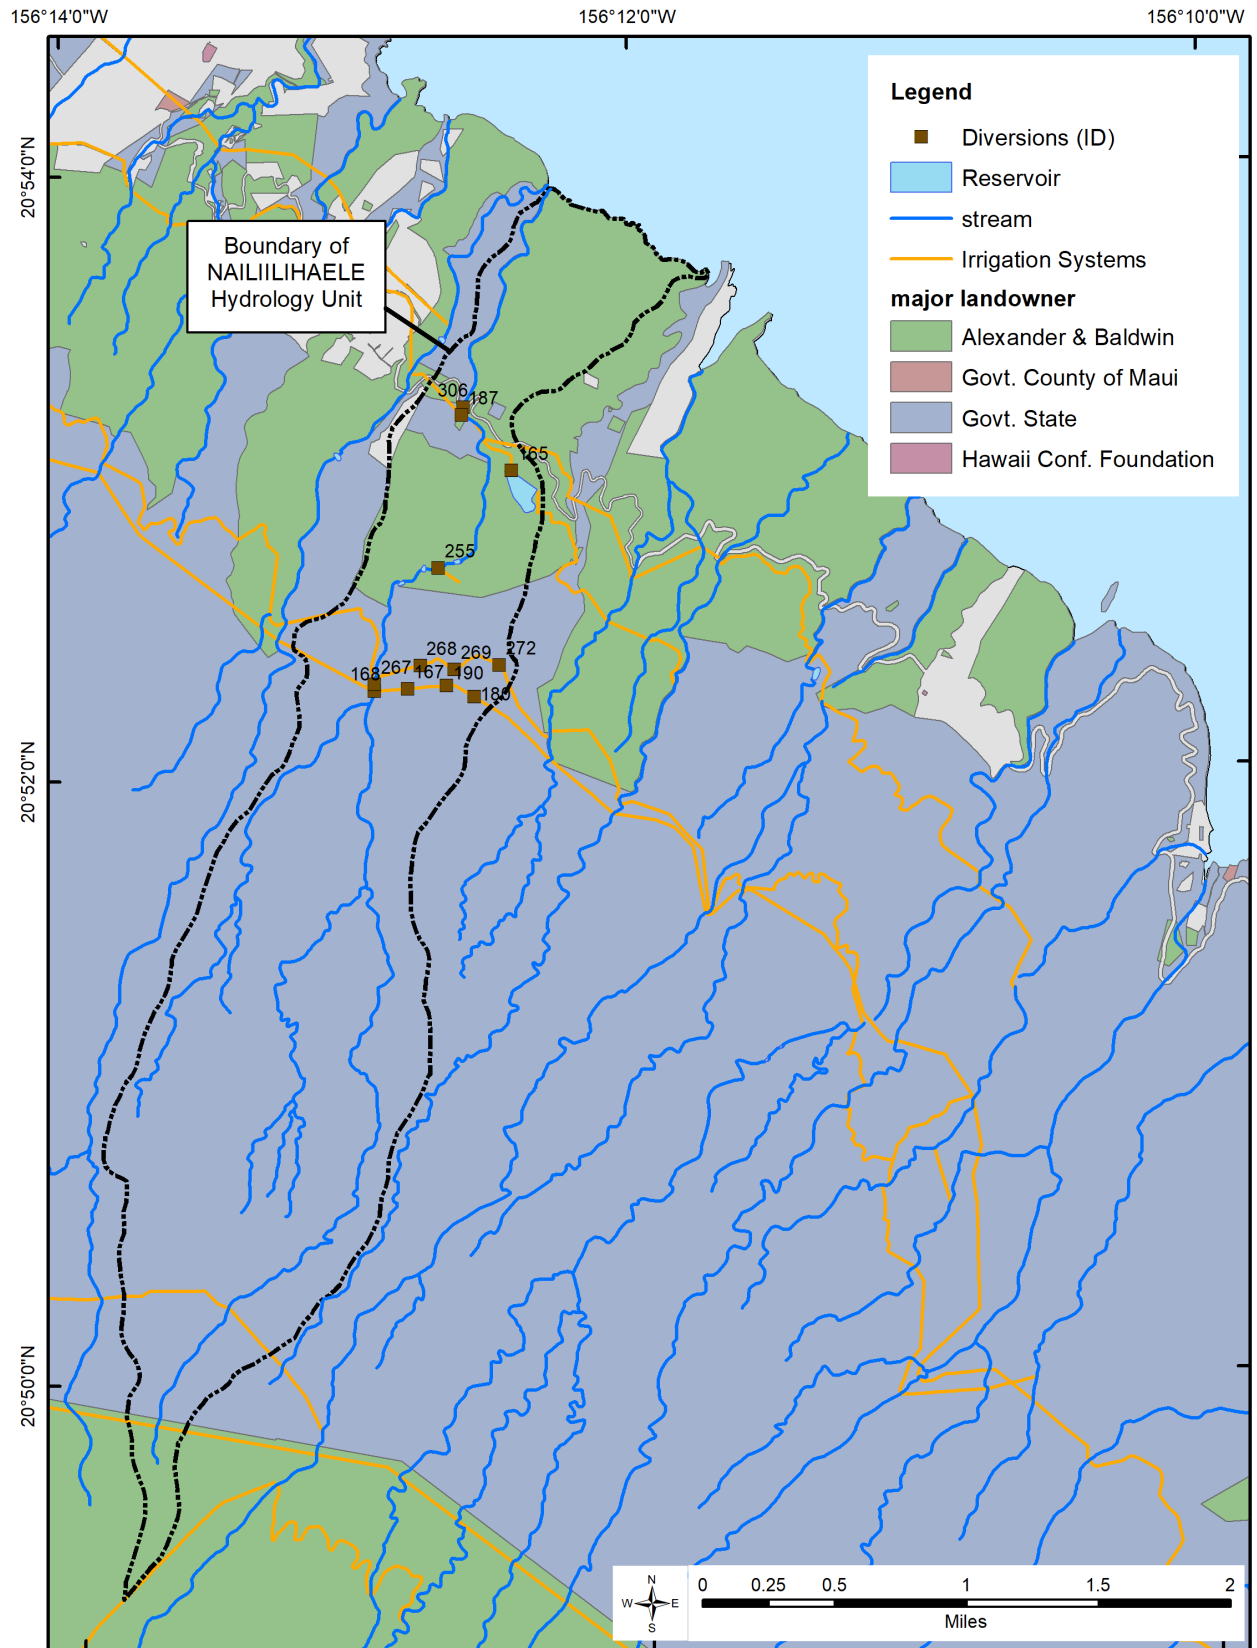 156°14'0"W
156°12'0"W
156°10'0"W
20°54'0"N
20°52'0"N
20°50'0"N
Boundary of
NAILIILIHAELE
Hydrology Unit
Legend
Diversions (ID)
Reservoir
stream
Irrigation Systems
major landowner
Alexander & Baldwin
Govt. County of Maui
Govt. State
Hawaii Conf. Foundation
306
187
165
255
268
269
272
168
267
167
190
180
N
W
E
S
0
0.25
0.5
1
1.5
2
Miles